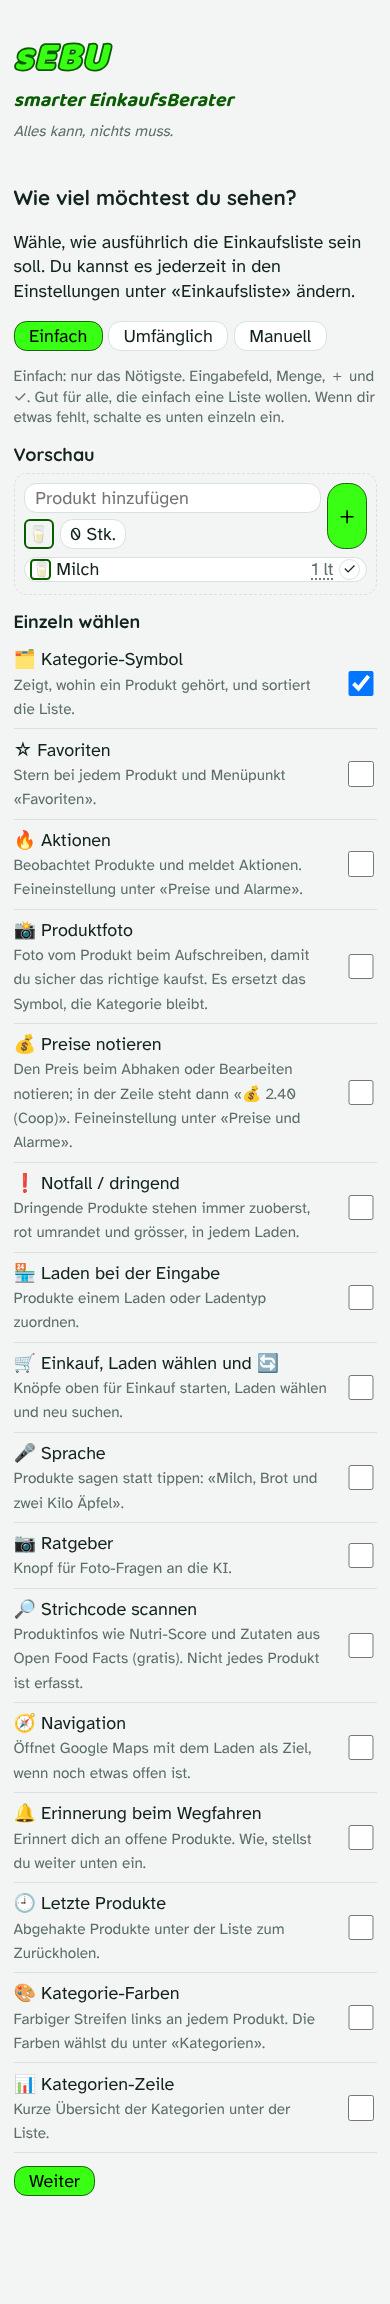 sEBU
smarter EinkaufsBerater
Alles kann, nichts muss.
Wie viel möchtest du sehen?
Wähle, wie ausführlich die Einkaufsliste sein
soll. Du kannst es jederzeit in den
Einstellungen unter «Einkaufsliste» ändern.
Einfach Umfänglich Manuell
Einfach: nur das Nötigste. Eingabefeld, Menge, + und
✓. Gut für alle, die einfach eine Liste wollen. Wenn dir
etwas fehlt, schalte es unten einzeln ein.
Vorschau
Produkt hinzufügen
+
🥛 0 Stk.
🥛 Milch 1 lt ✓
Einzeln wählen
🗂️ Kategorie-Symbol
Zeigt, wohin ein Produkt gehört, und sortiert
die Liste.
☆ Favoriten
Stern bei jedem Produkt und Menüpunkt
«Favoriten».
🔥 Aktionen
Beobachtet Produkte und meldet Aktionen.
Feineinstellung unter «Preise und Alarme».
📸 Produktfoto
Foto vom Produkt beim Aufschreiben, damit
du sicher das richtige kaufst. Es ersetzt das
Symbol, die Kategorie bleibt.
💰 Preise notieren
Den Preis beim Abhaken oder Bearbeiten
notieren; in der Zeile steht dann «💰 2.40
(Coop)». Feineinstellung unter «Preise und
Alarme».
❗ Notfall / dringend
Dringende Produkte stehen immer zuoberst,
rot umrandet und grösser, in jedem Laden.
🏪 Laden bei der Eingabe
Produkte einem Laden oder Ladentyp
zuordnen.
🛒 Einkauf, Laden wählen und 🔄
Knöpfe oben für Einkauf starten, Laden wählen
und neu suchen.
🎤 Sprache
Produkte sagen statt tippen: «Milch, Brot und
zwei Kilo Äpfel».
📷 Ratgeber
Knopf für Foto-Fragen an die KI.
🔎 Strichcode scannen
Produktinfos wie Nutri-Score und Zutaten aus
Open Food Facts (gratis). Nicht jedes Produkt
ist erfasst.
🧭 Navigation
Öffnet Google Maps mit dem Laden als Ziel,
wenn noch etwas offen ist.
🔔 Erinnerung beim Wegfahren
Erinnert dich an offene Produkte. Wie, stellst
du weiter unten ein.
🕘 Letzte Produkte
Abgehakte Produkte unter der Liste zum
Zurückholen.
🎨 Kategorie-Farben
Farbiger Streifen links an jedem Produkt. Die
Farben wählst du unter «Kategorien».
📊 Kategorien-Zeile
Kurze Übersicht der Kategorien unter der
Liste.
Weiter